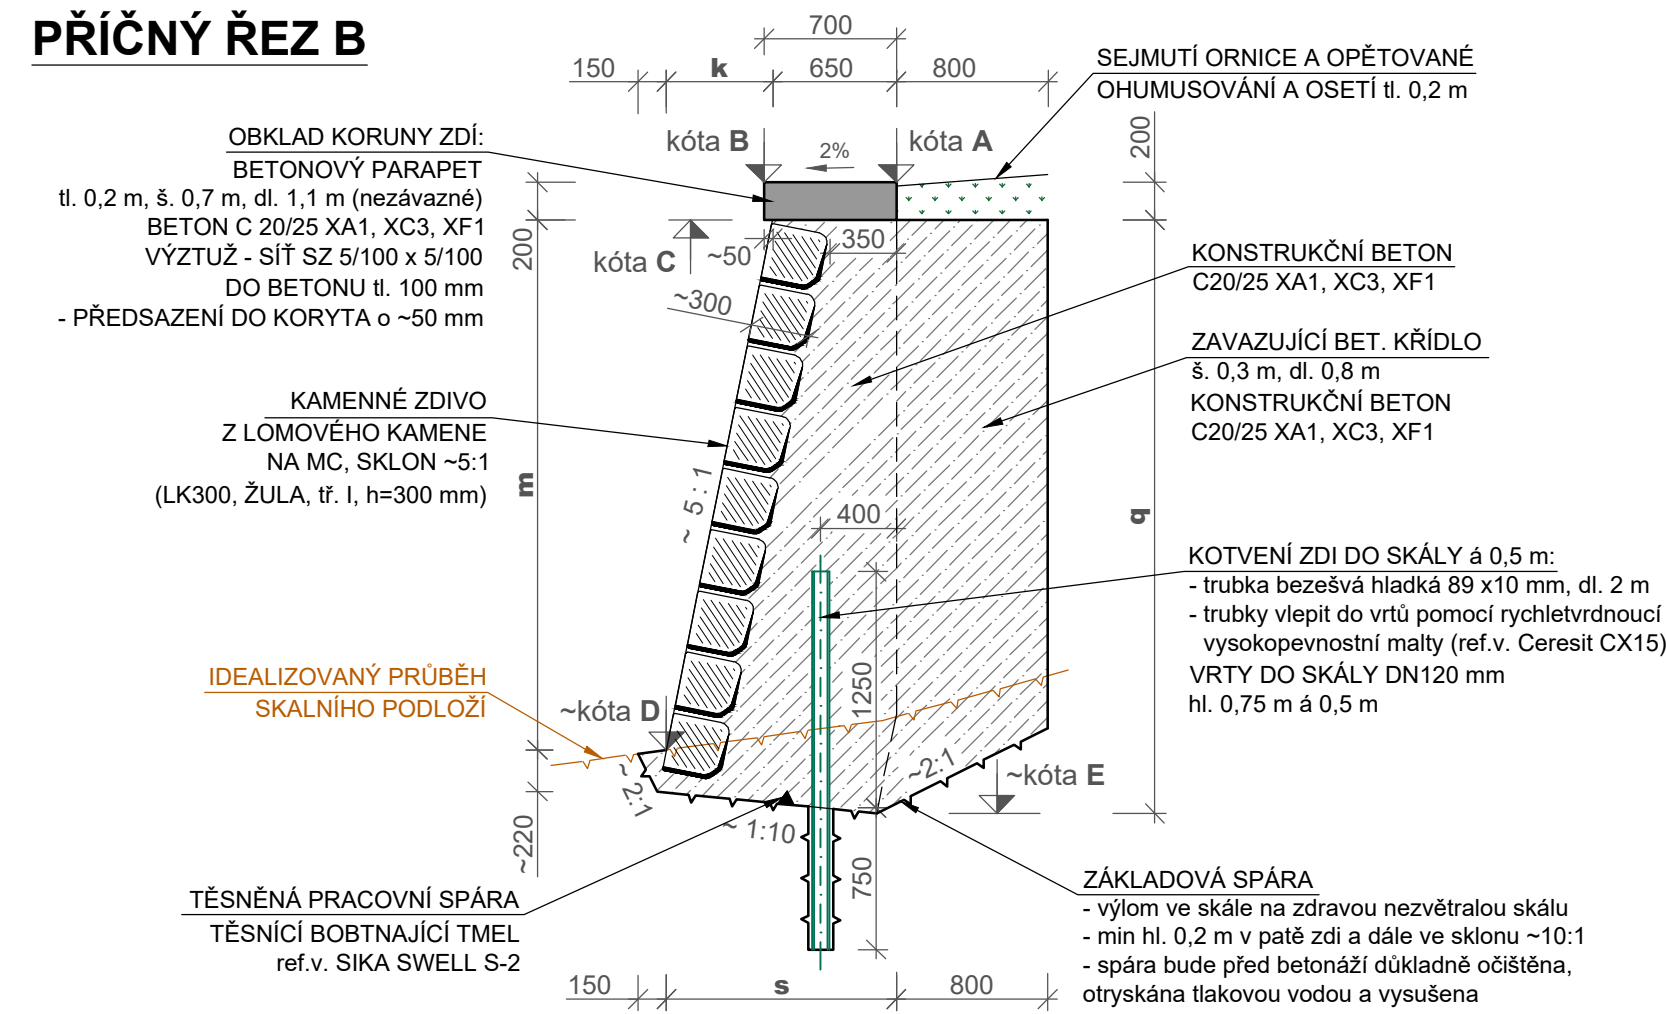 PŘÍČNÝ ŘEZ B
700
150
k
650
800
SEJMUTÍ ORNICE A OPĚTOVANÉ
OHUMUSOVÁNÍ A OSETÍ tl. 0,2 m
200
kóta B
2%
kóta A
OBKLAD KORUNY ZDÍ:
BETONOVÝ PARAPET
tl. 0,2 m, š. 0,7 m, dl. 1,1 m (nezávazné)
BETON C 20/25 XA1, XC3, XF1
VÝZTUŽ - SÍŤ SZ 5/100 x 5/100
DO BETONU tl. 100 mm
- PŘEDSAZENÍ DO KORYTA o ~50 mm
200
kóta C
~50
350
~300
KONSTRUKČNÍ BETON
C20/25 XA1, XC3, XF1
ZAVAZUJÍCÍ BET. KŘÍDLO
š. 0,3 m, dl. 0,8 m
KONSTRUKČNÍ BETON
C20/25 XA1, XC3, XF1
KAMENNÉ ZDIVO
Z LOMOVÉHO KAMENE
NA MC, SKLON ~5:1
(LK300, ŽULA, tř. I, h=300 mm)
m
~ 5 : 1
400
q
KOTVENÍ ZDI DO SKÁLY á 0,5 m:
- trubka bezešvá hladká 89 x10 mm, dl. 2 m
- trubky vlepit do vrtů pomocí rychletvrdnoucí
vysokopevnostní malty (ref.v. Ceresit CX15)
VRTY DO SKÁLY DN120 mm
hl. 0,75 m á 0,5 m
IDEALIZOVANÝ PRŮBĚH
SKALNÍHO PODLOŽÍ
~kóta D
1250
~2:1
~2:1
~kóta E
~ 1:10
~220
750
TĚSNĚNÁ PRACOVNÍ SPÁRA
TĚSNÍCÍ BOBTNAJÍCÍ TMEL
ref.v. SIKA SWELL S-2
ZÁKLADOVÁ SPÁRA
- výlom ve skále na zdravou nezvětralou skálu
- min hl. 0,2 m v patě zdi a dále ve sklonu ~10:1
- spára bude před betonáží důkladně očištěna,
otryskána tlakovou vodou a vysušena
150
s
800